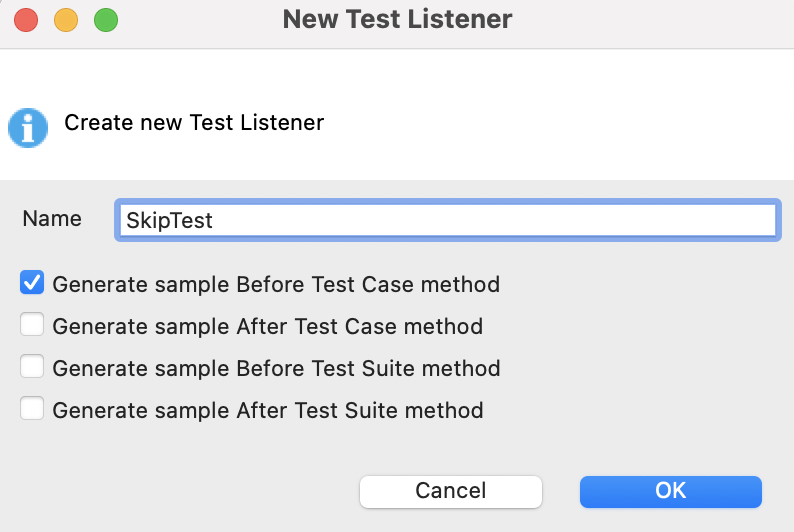 New Test Listener
Create new Test Listener
Name
SkipTest
Generate sample Before Test Case method
Generate sample After Test Case method
Generate sample Before Test Suite method
Generate sample After Test Suite method
Cancel
OK